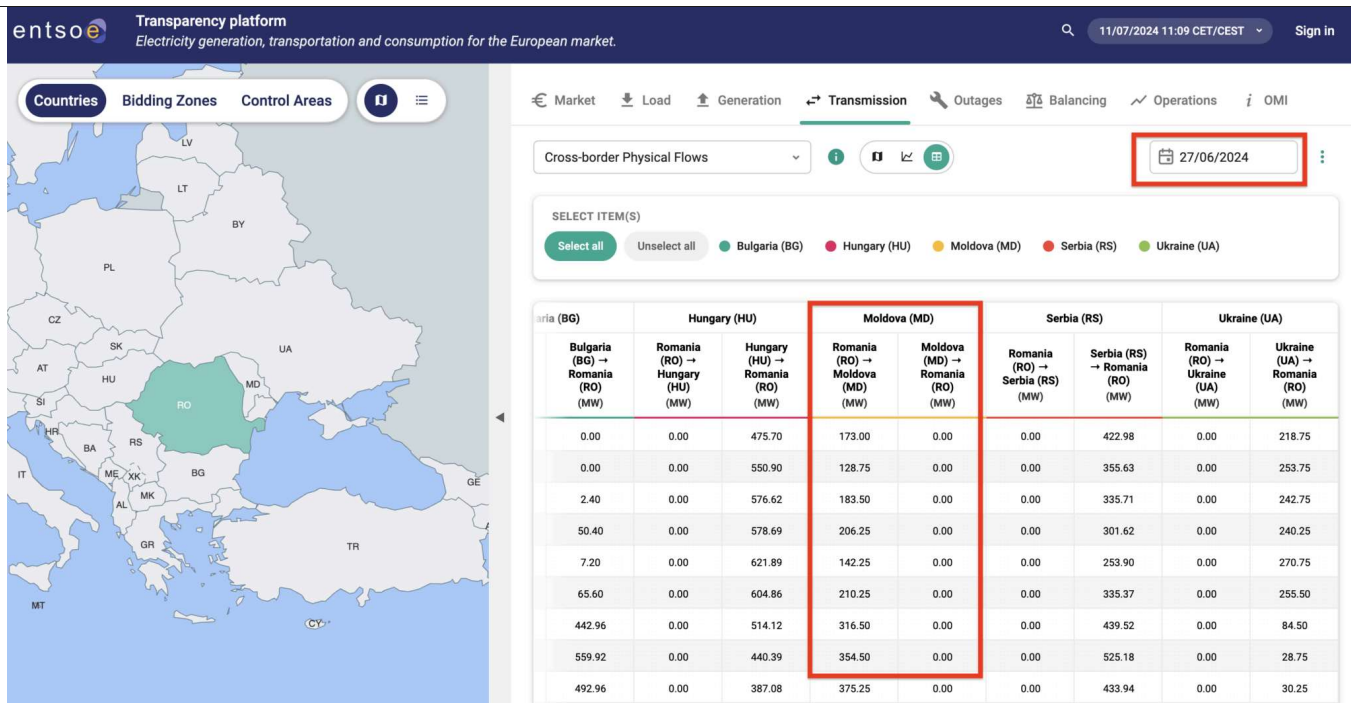 entsoe
Transparency platform
Electricity generation, transportation and consumption for the European market.
11/07/2024 11:09 CET/CEST
Sign in
Countries Bidding Zones Control Areas
€ Market Load Generation Transmission Outages Balancing Operations i OMI
Cross-border Physical Flows
27/06/2024
SELECT ITEM(S)
Select all Unselect all Bulgaria (BG) Hungary (HU) Moldova (MD) Serbia (RS) Ukraine (UA)
LV
LT
BY
PL
CZ
SK
UA
AT
HU
MD
SI
RO
HR
BA
RS
IT
ME
XK
BG
GE
MK
AL
GR
TR
MT
CY
aria (BG) Hungary (HU) Moldova (MD) Serbia (RS) Ukraine (UA)
Bulgaria (BG) → Romania (RO) (MW) Romania (RO) → Hungary (HU) (MW) Hungary (HU) → Romania (RO) (MW) Romania (RO) → Moldova (MD) (MW) Moldova (MD) → Romania (RO) (MW) Romania (RO) → Serbia (RS) (MW) Serbia (RS) → Romania (RO) (MW) Romania (RO) → Ukraine (UA) (MW) Ukraine (UA) → Romania (RO) (MW)
0.00 0.00 475.70 173.00 0.00 0.00 422.98 0.00 218.75
0.00 0.00 550.90 128.75 0.00 0.00 355.63 0.00 253.75
2.40 0.00 576.62 183.50 0.00 0.00 335.71 0.00 242.75
50.40 0.00 578.69 206.25 0.00 0.00 301.62 0.00 240.25
7.20 0.00 621.89 142.25 0.00 0.00 253.90 0.00 270.75
65.60 0.00 604.86 210.25 0.00 0.00 335.37 0.00 255.50
442.96 0.00 514.12 316.50 0.00 0.00 439.52 0.00 84.50
559.92 0.00 440.39 354.50 0.00 0.00 525.18 0.00 28.75
492.96 0.00 387.08 375.25 0.00 0.00 433.94 0.00 30.25